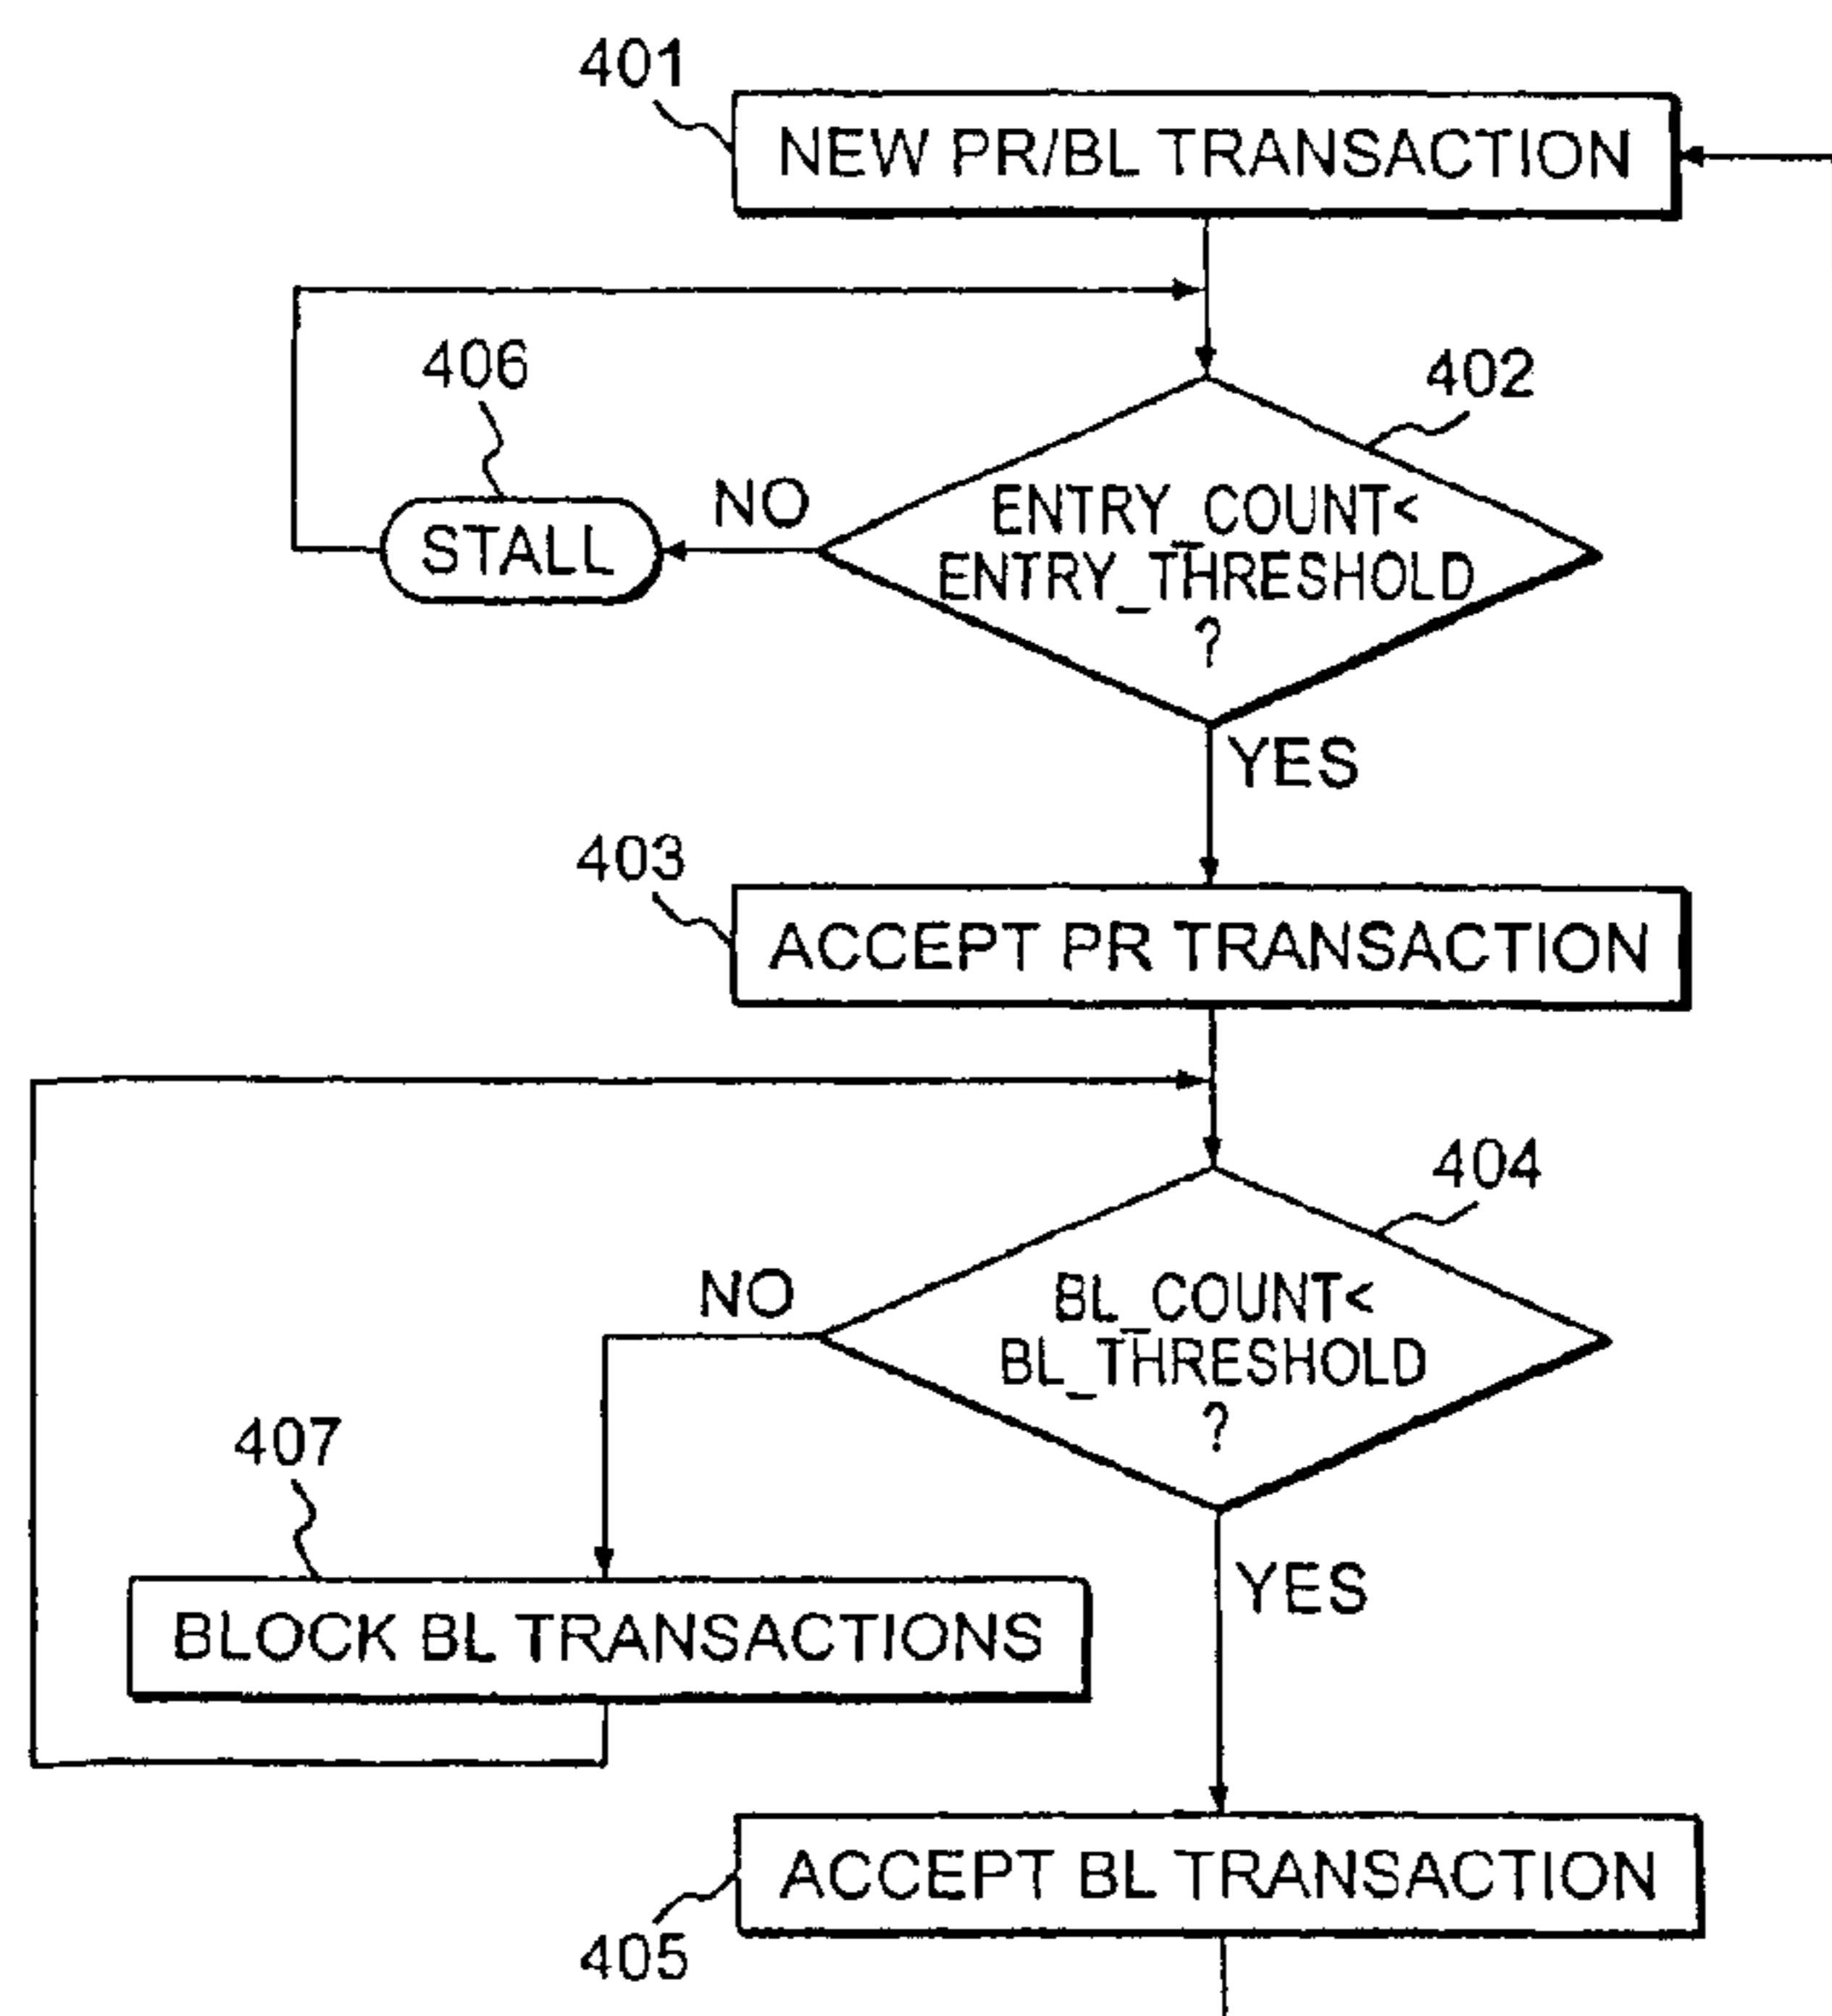 401
NEW PR/BL TRANSACTION
406
402
NO
STALL
ENTRY_COUNT<
ENTRY_THRESHOLD
?
YES
403
ACCEPT PR TRANSACTION
404
NO
BL_COUNT<
BL_THRESHOLD
?
407
YES
BLOCK BL TRANSACTIONS
ACCEPT BL TRANSACTION
405